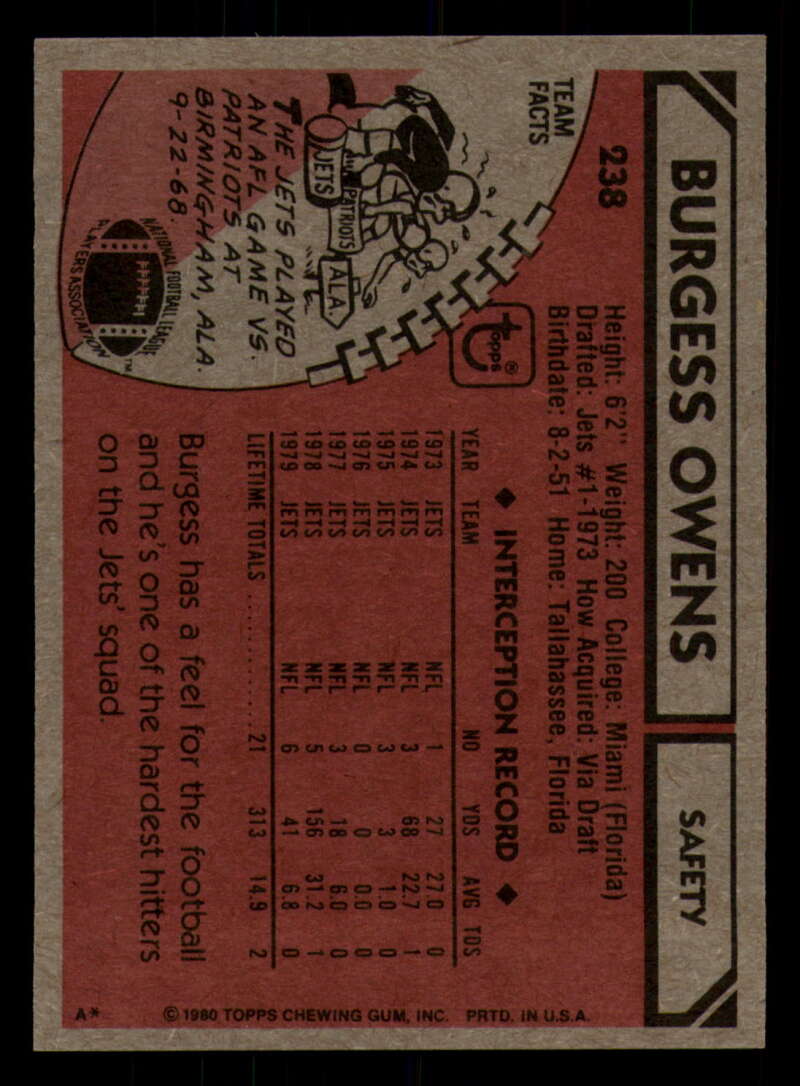 BURGESS OWENS
SAFETY
238
Height: 6'2" Weight: 200 College: Miami (Florida)
Drafted: Jets #1-1973 How Acquired: Via Draft
Birthdate: 8-2-51 Home: Tallahassee, Florida
topps®
TEAM
FACTS
JETS
PATRIOTS
ALA.
THE JETS PLAYED
AN AFL GAME VS.
PATRIOTS AT
BIRMINGHAM, ALA.
9-22-68
NATIONAL FOOTBALL LEAGUE
PLAYERS ASSOCIATION
TM
◆ INTERCEPTION RECORD ◆
YEAR TEAM NO YDS AVG TDS
1973 JETS NFL 1 27 27.0 0
1974 JETS NFL 3 68 22.7 1
1975 JETS NFL 3 3 1.0 0
1976 JETS NFL 0 0 0.0 0
1977 JETS NFL 3 18 6.0 0
1978 JETS NFL 5 156 31.2 1
1979 JETS NFL 6 41 6.8 0
LIFETIME TOTALS .......... 21 313 14.9 2
Burgess has a feel for the football
and he's one of the hardest hitters
on the Jets' squad.
A* © 1980 TOPPS CHEWING GUM, INC. PRTD. IN U.S.A.